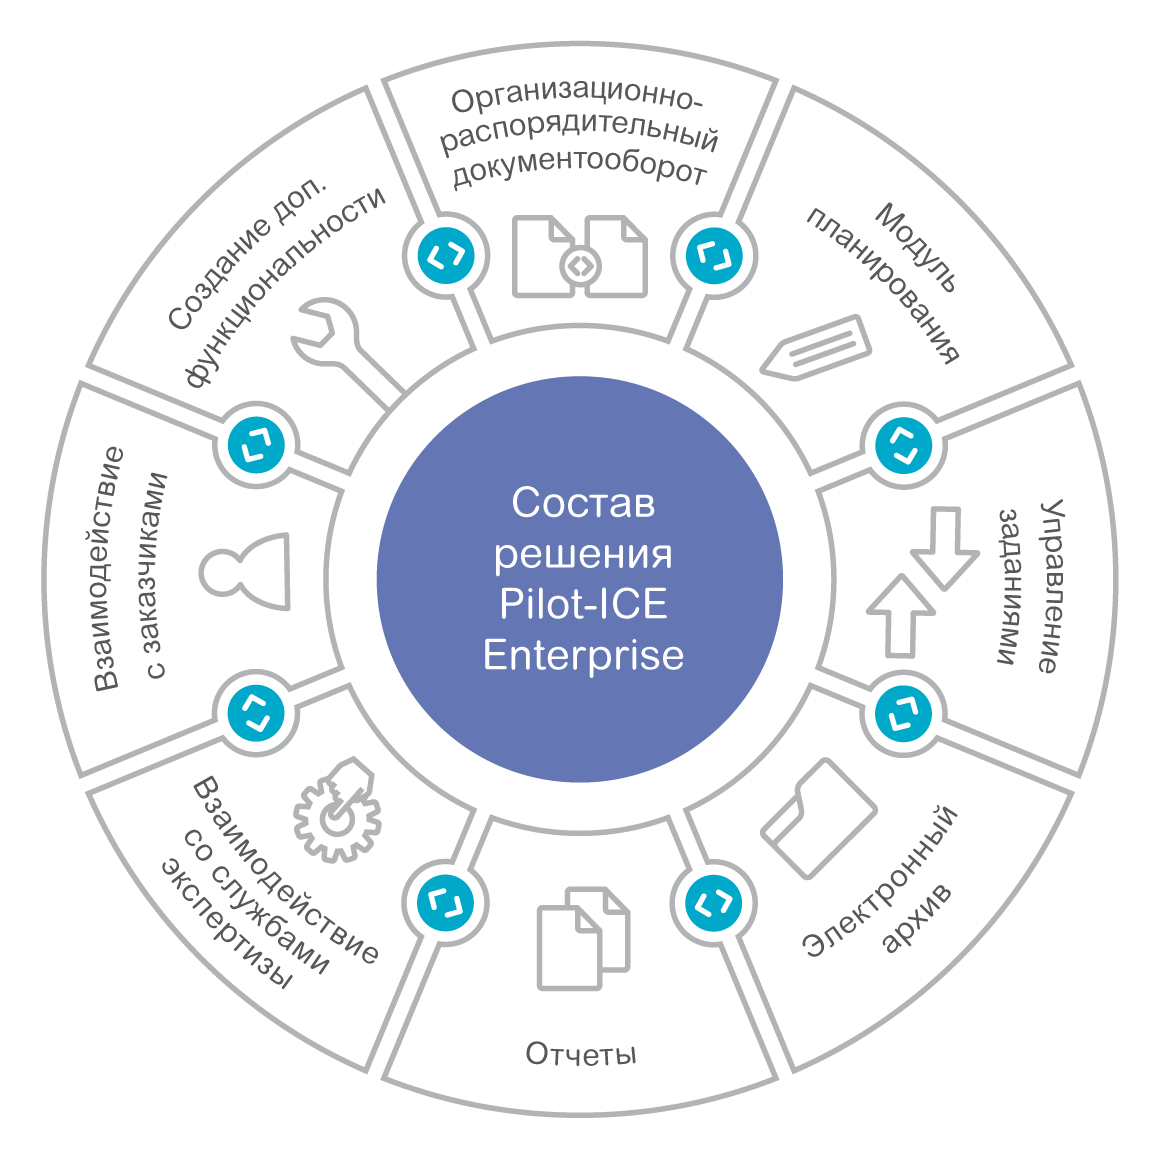 Организационно-
распорядительный
документооборот
Модуль
планирования
Управление
заданиями
Электронный
архив
Отчеты
Взаимодействие
со службами
экспертизы
Взаимодействие
с заказчиками
Создание доп.
функциональности
Состав
решения
Pilot-ICE
Enterprise